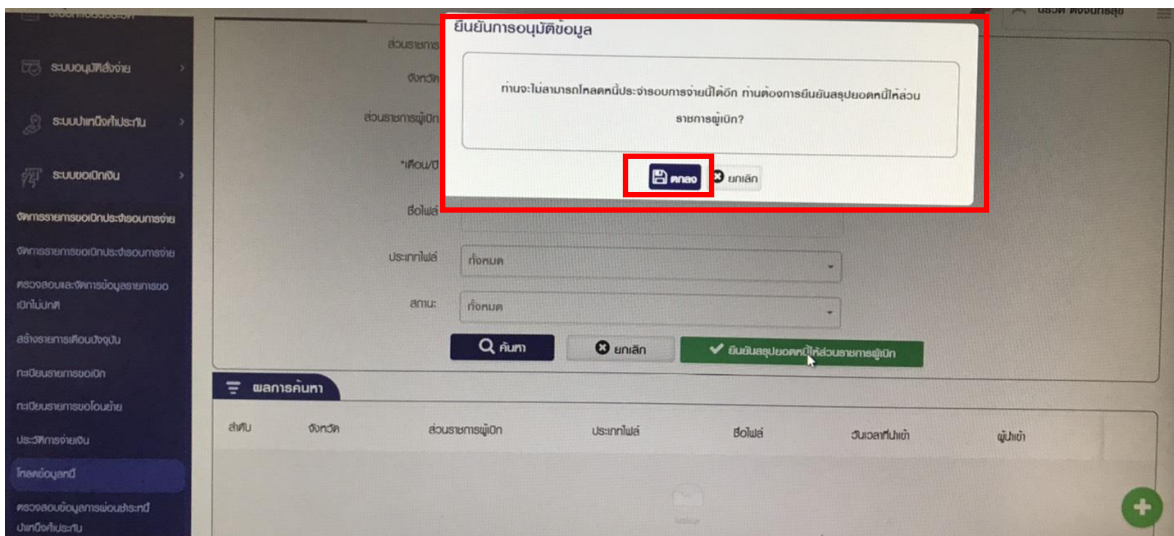 ยืนยันการอนุมัติข้อมูล
ส่วนราชการ
ระบบอนุมัติสั่งจ่าย
จังหวัด
ท่านจะไม่สามารถโหลดหนี้ประจำรอบการจ่ายนี้ได้อีก ท่านต้องการยืนยันสรุปยอดหนี้ให้ส่วน
ราชการผู้เบิก?
ส่วนราชการผู้เบิก
ระบบบำเหน็จค้ำประกัน
*เดือน/ปี
ตกลง
ยกเลิก
ระบบขอเบิกเงิน
ชื่อไฟล์
จัดการรายการขอเบิกประจำรอบการจ่าย
จัดการรายการขอเบิกประจำรอบการจ่าย
ประเภทไฟล์
ทั้งหมด
ตรวจสอบและจัดการข้อมูลรายการขอ
เบิกไม่ปกติ
สถานะ:
ทั้งหมด
สร้างรายการเดือนปัจจุบัน
ค้นหา
ยกเลิก
ยืนยันสรุปยอดหนี้ให้ส่วนราชการผู้เบิก
ทะเบียนรายการขอเบิก
ผลการค้นหา
ทะเบียนรายการขอโอนย้าย
ลำดับ
จังหวัด
ส่วนราชการผู้เบิก
ประเภทไฟล์
ชื่อไฟล์
วันเวลาที่นำเข้า
ผู้นำเข้า
ประวัติการจ่ายเงิน
โหลดข้อมูลหนี้
ตรวจสอบข้อมูลการผ่อนชำระหนี้
บำเหน็จค้ำประกัน